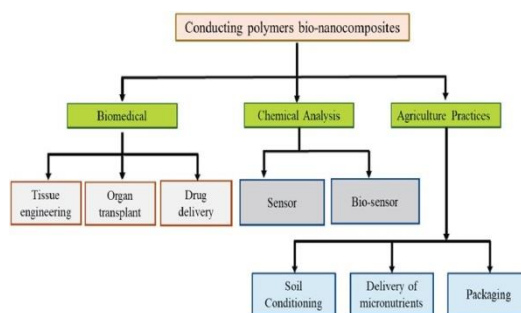 Conducting polymers bio-nanocomposites
Biomedical
Chemical Analysis
Agriculture Practices
Tissue
engineering
Organ
transplant
Drug
delivery
Sensor
Bio-sensor
Soil
Conditioning
Delivery of
micronutrients
Packaging